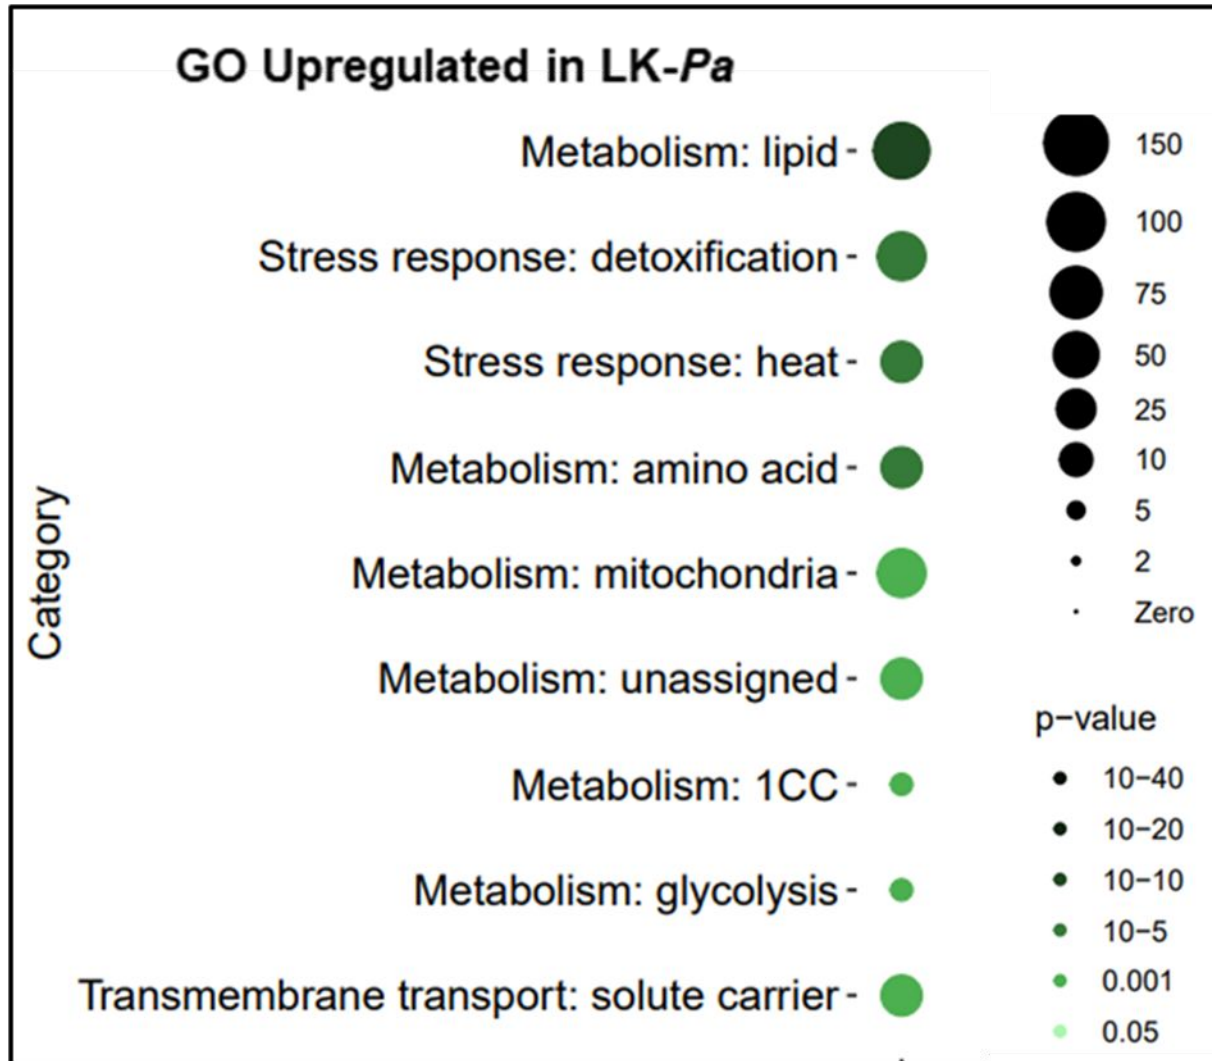 GO Upregulated in LK-Pa
Category
Metabolism: lipid
Stress response: detoxification
Stress response: heat
Metabolism: amino acid
Metabolism: mitochondria
Metabolism: unassigned
Metabolism: 1CC
Metabolism: glycolysis
Transmembrane transport: solute carrier
150
100
75
50
25
10
5
2
Zero
p−value
10−40
10−20
10−10
10−5
0.001
0.05